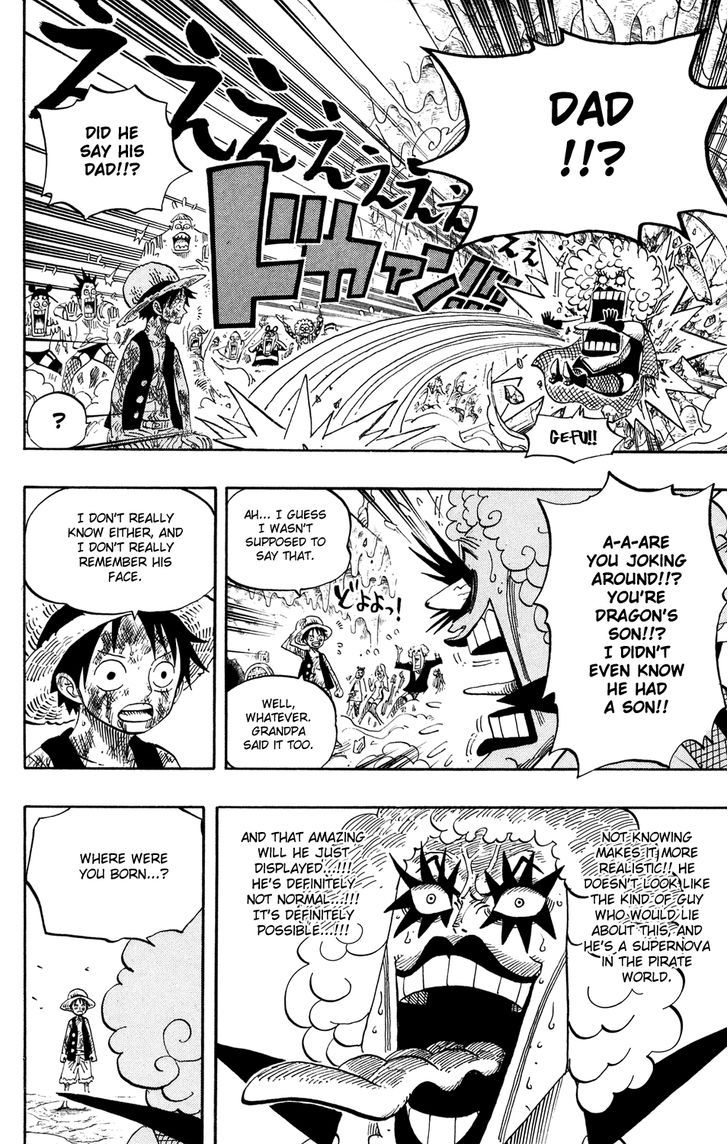 DAD
!!?
DID HE
SAY HIS
DAD!!?
えええええええええ
ドカァン!!!
?
GEFU!!
A-A-ARE
YOU JOKING
AROUND!!?
YOU'RE
DRAGON'S
SON!!?
I DIDN'T
EVEN KNOW
HE HAD
A SON!!
AH... I GUESS
I WASN'T
SUPPOSED TO
SAY THAT.
どよよっ!
WELL,
WHATEVER.
GRANDPA
SAID IT TOO.
I DON'T REALLY
KNOW EITHER, AND
I DON'T REALLY
REMEMBER HIS
FACE.
NOT KNOWING
MAKES IT MORE
REALISTIC!! HE
DOESN'T LOOK LIKE
THE KIND OF GUY
WHO WOULD LIE
ABOUT THIS, AND
HE'S A SUPERNOVA
IN THE PIRATE
WORLD.
AND THAT AMAZING
WILL HE JUST
DISPLAYED...!!!
HE'S DEFINITELY
NOT NORMAL...!!!
IT'S DEFINITELY
POSSIBLE...!!!
WHERE WERE
YOU BORN...?